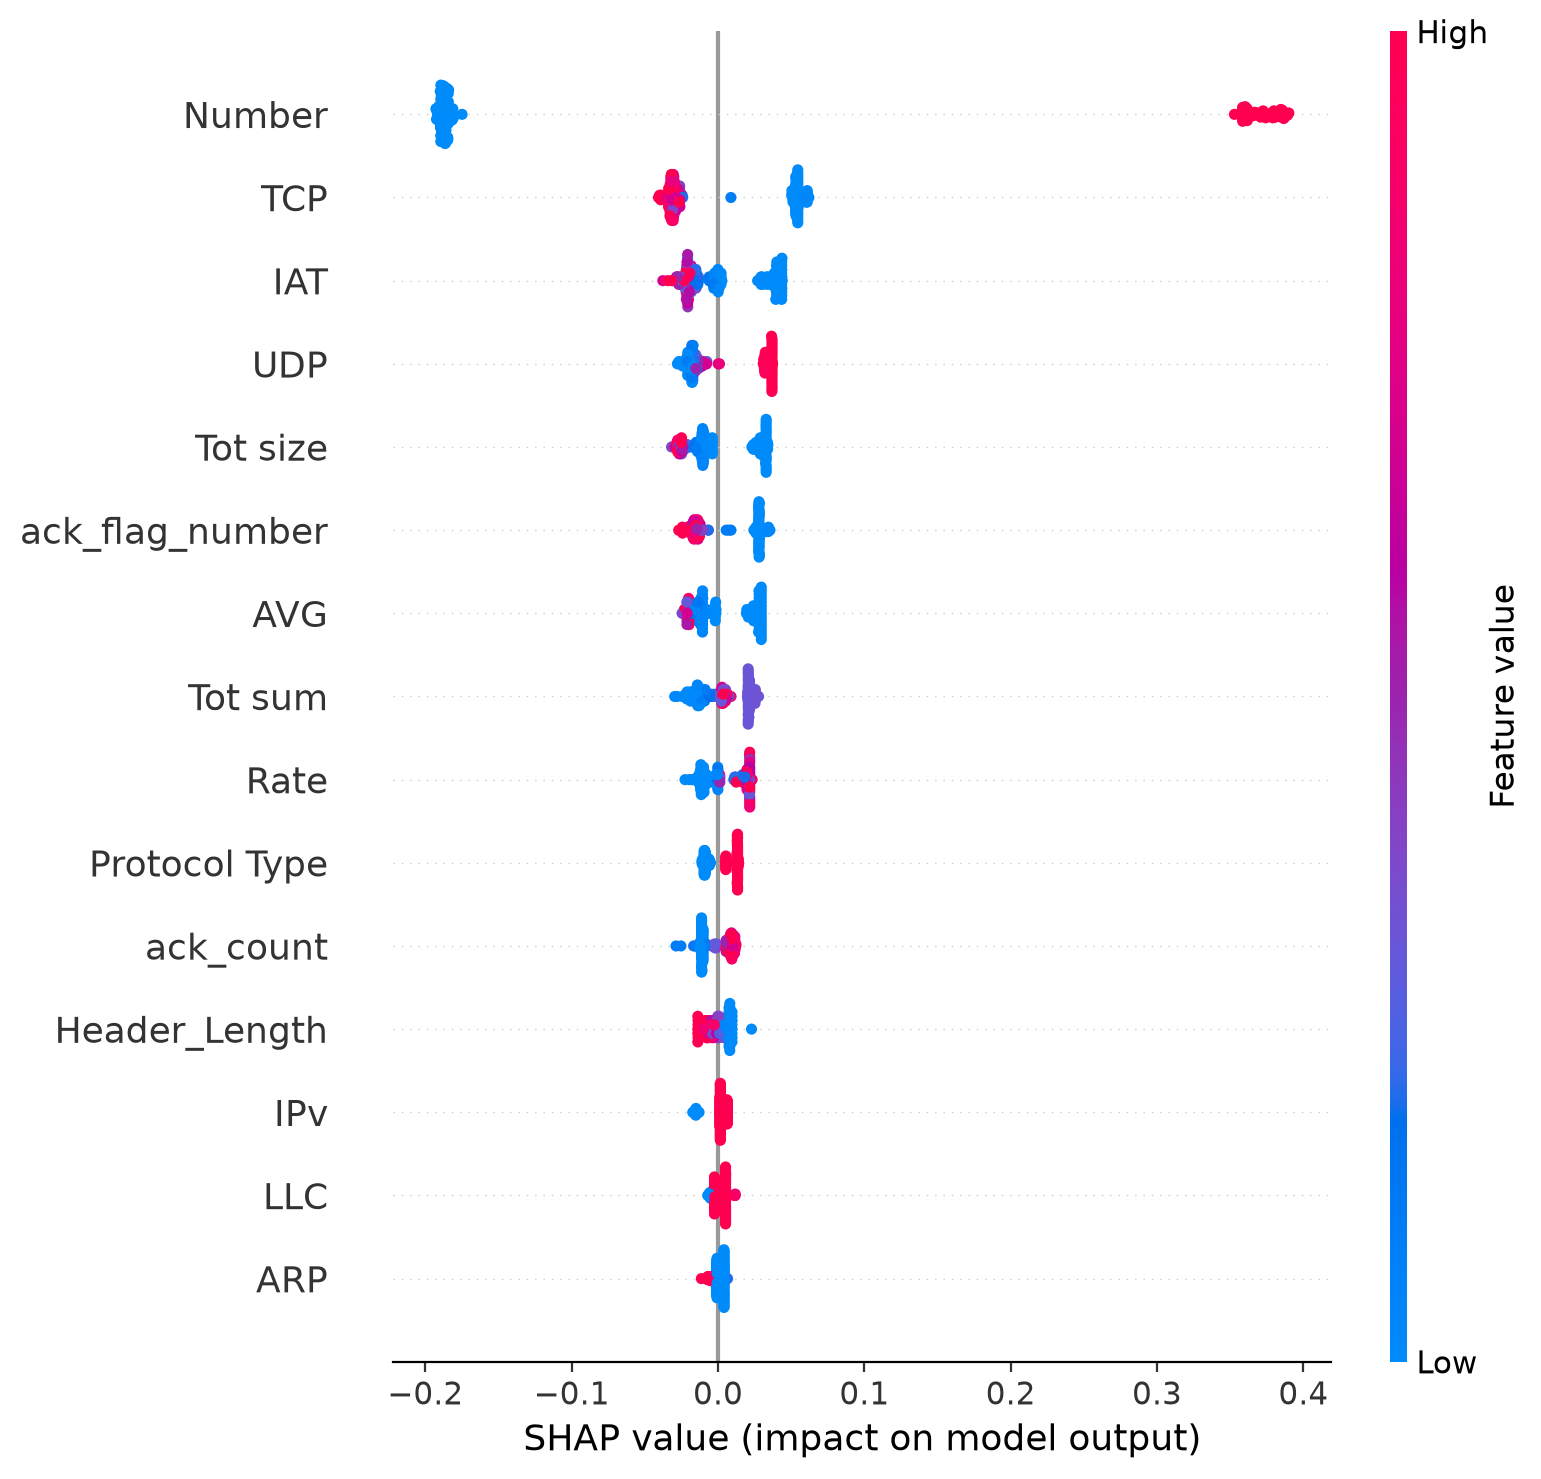 High
Number
TCP
IAT
UDP
Tot size
ack_flag_number
AVG
Tot sum
Rate
Protocol Type
ack_count
Header_Length
IPv
LLC
ARP
Feature value
Low
−0.2 −0.1 0.0 0.1 0.2 0.3 0.4
SHAP value (impact on model output)